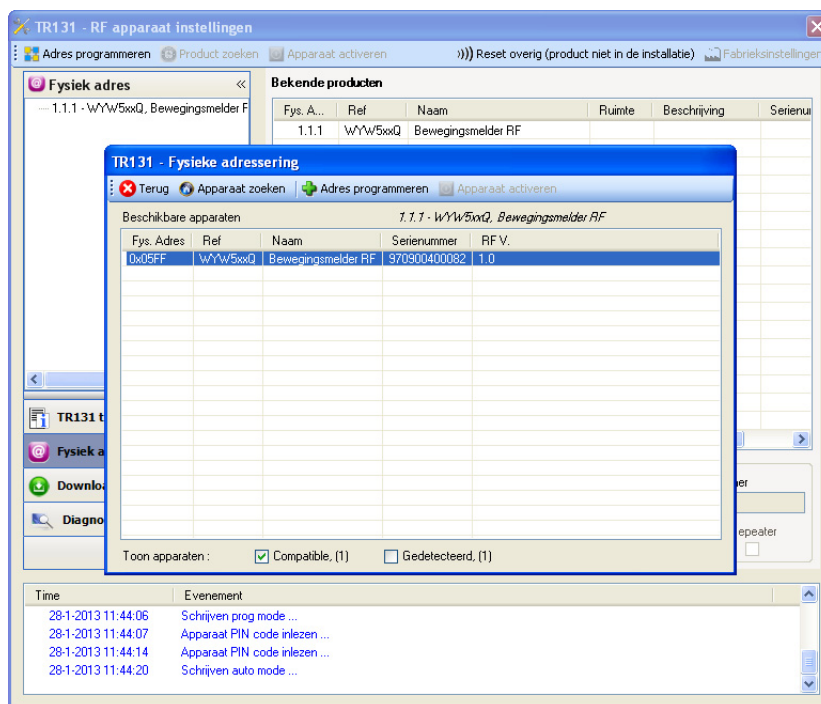 TR131 - RF apparaat instellingen
Adres programmeren Product zoeken Apparaat activeren Reset overig (product niet in de installatie) Fabrieksinstellingen
Fysiek adres
1.1.1 - WYW5xxQ, Bewegingsmelder F
Bekende producten
Fys. A... Ref Naam Ruimte Beschrijving Serienu
1.1.1 WYW5xxQ Bewegingsmelder RF
TR131 - Fysieke adressering
Terug Apparaat zoeken Adres programmeren Apparaat activeren
Beschikbare apparaten 1.1.1 - WYW5xxQ, Bewegingsmelder RF
Fys. Adres Ref Naam Serienummer RF V.
0x05FF WYW5xxQ Bewegingsmelder RF 970900400082 1.0
TR131 t
Fysiek a
Downloa
Diagno
er
epeater
Toon apparaten : Compatible, (1) Gedetecteerd, (1)
Time Evenement
28-1-2013 11:44:06 Schrijven prog mode ...
28-1-2013 11:44:07 Apparaat PIN code inlezen ...
28-1-2013 11:44:14 Apparaat PIN code inlezen ...
28-1-2013 11:44:20 Schrijven auto mode ...